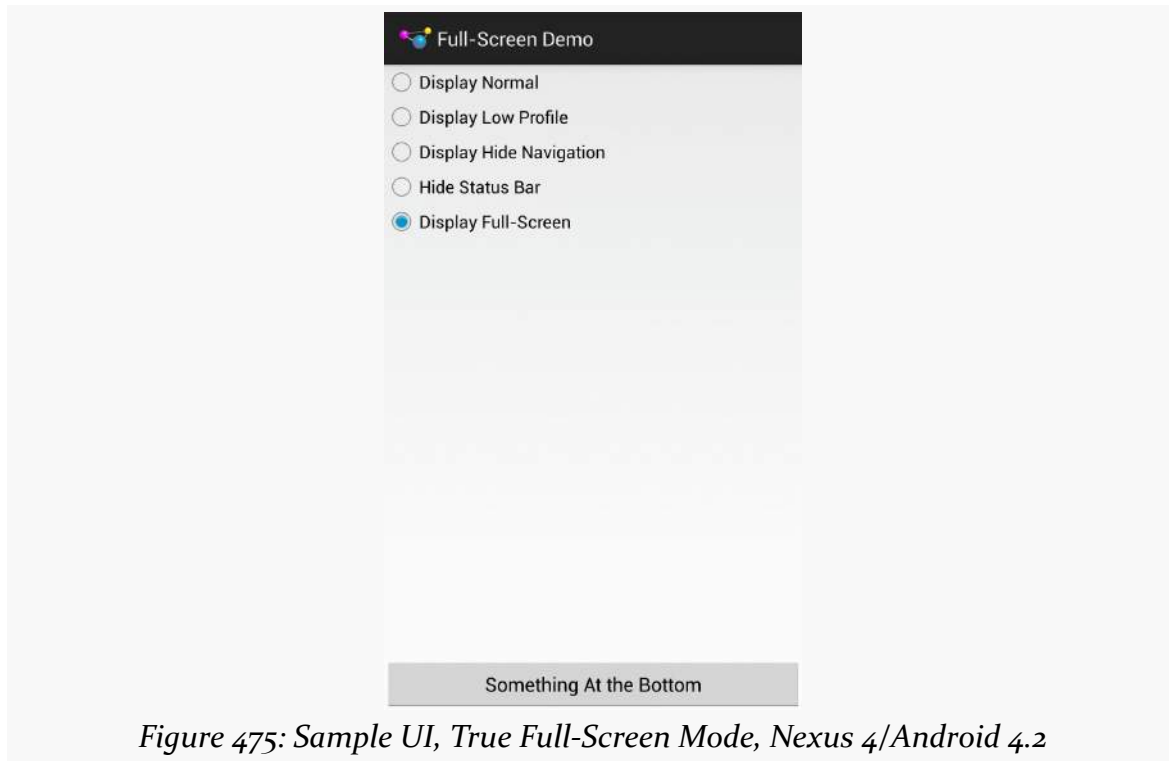 Full-Screen Demo
Display Normal
Display Low Profile
Display Hide Navigation
Hide Status Bar
Display Full-Screen
Something At the Bottom
Figure 475: Sample UI, True Full-Screen Mode, Nexus 4/Android 4.2